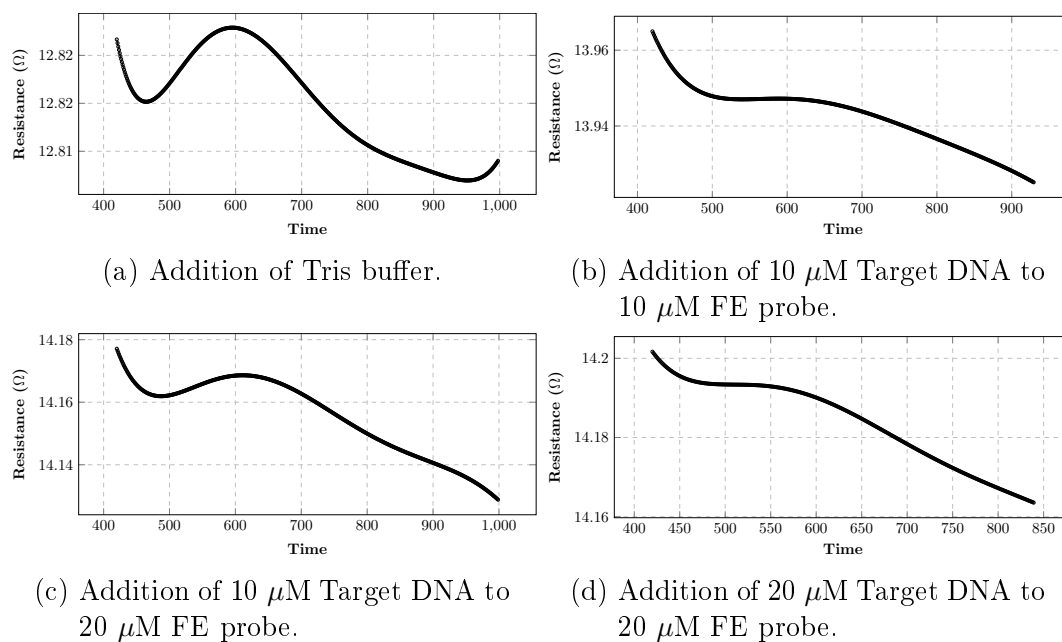 12.82
12.82
12.81
Resistance (Ω)
400 500 600 700 800 900 1,000
Time
(a) Addition of Tris buffer.
13.96
13.94
Resistance (Ω)
400 500 600 700 800 900
Time
(b) Addition of 10 μM Target DNA to
10 μM FE probe.
14.18
14.16
14.14
Resistance (Ω)
400 500 600 700 800 900 1,000
Time
(c) Addition of 10 μM Target DNA to
20 μM FE probe.
14.2
14.18
14.16
Resistance (Ω)
400 450 500 550 600 650 700 750 800 850
Time
(d) Addition of 20 μM Target DNA to
20 μM FE probe.